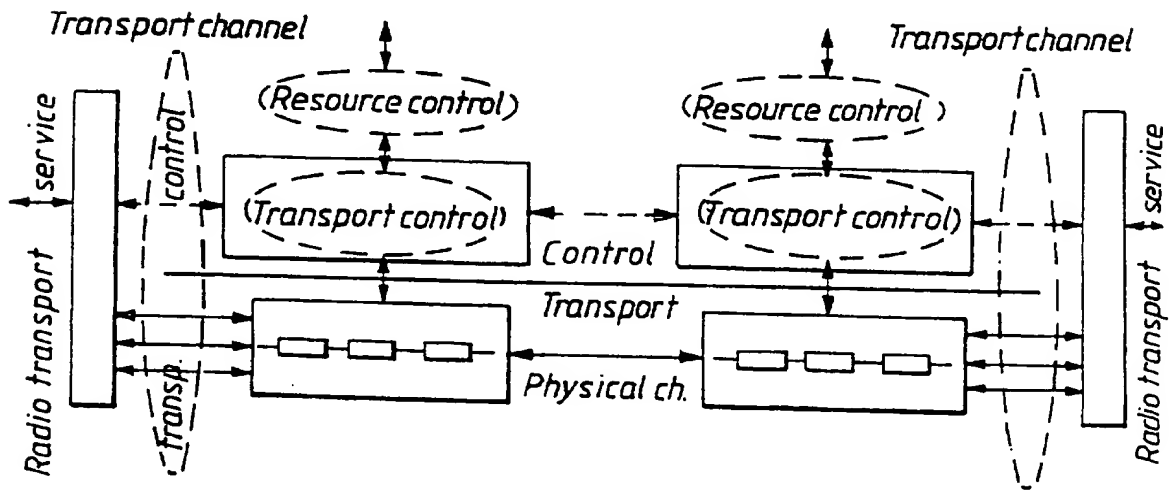 Transport channel
Transport channel
(Resource control)
(Resource control)
service
control
(Transport control)
(Transport control)
service
Control
Transport
Radio transport
transp.
Physical ch.
Radio transport